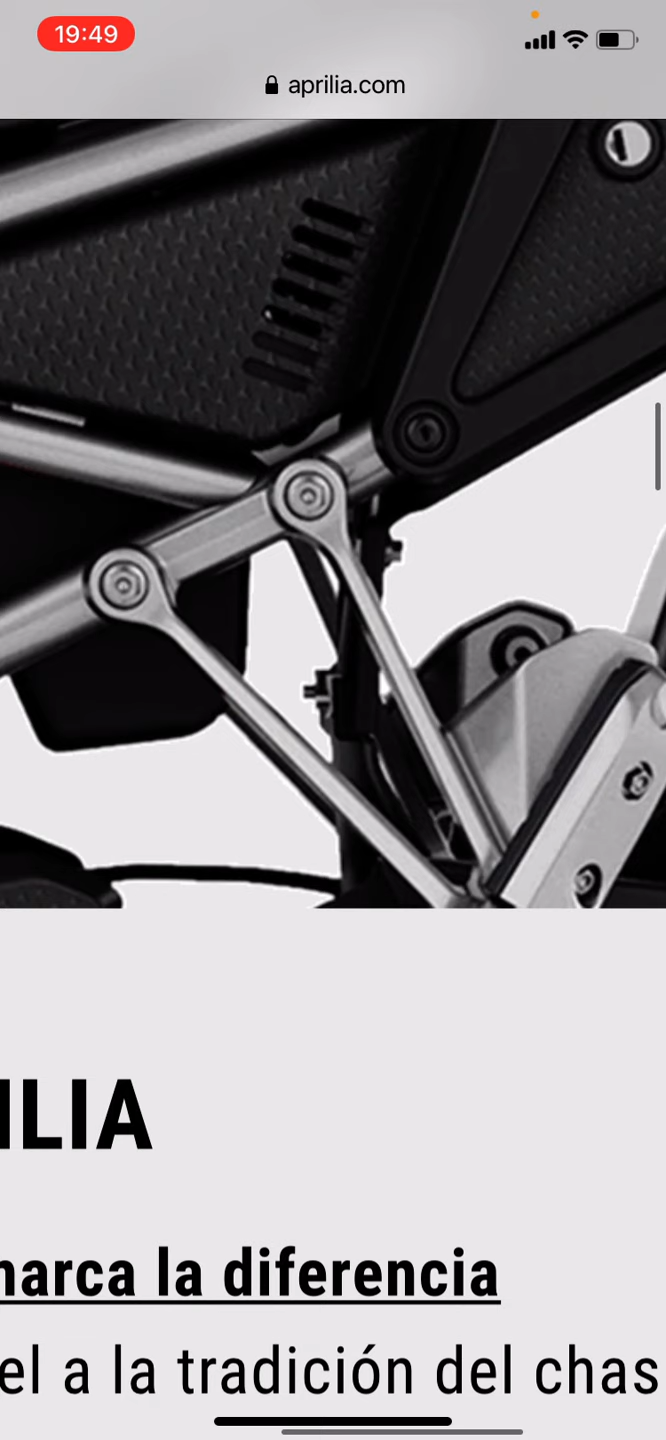 19:49
aprilia.com
ILIA
marca la diferencia
el a la tradición del chas